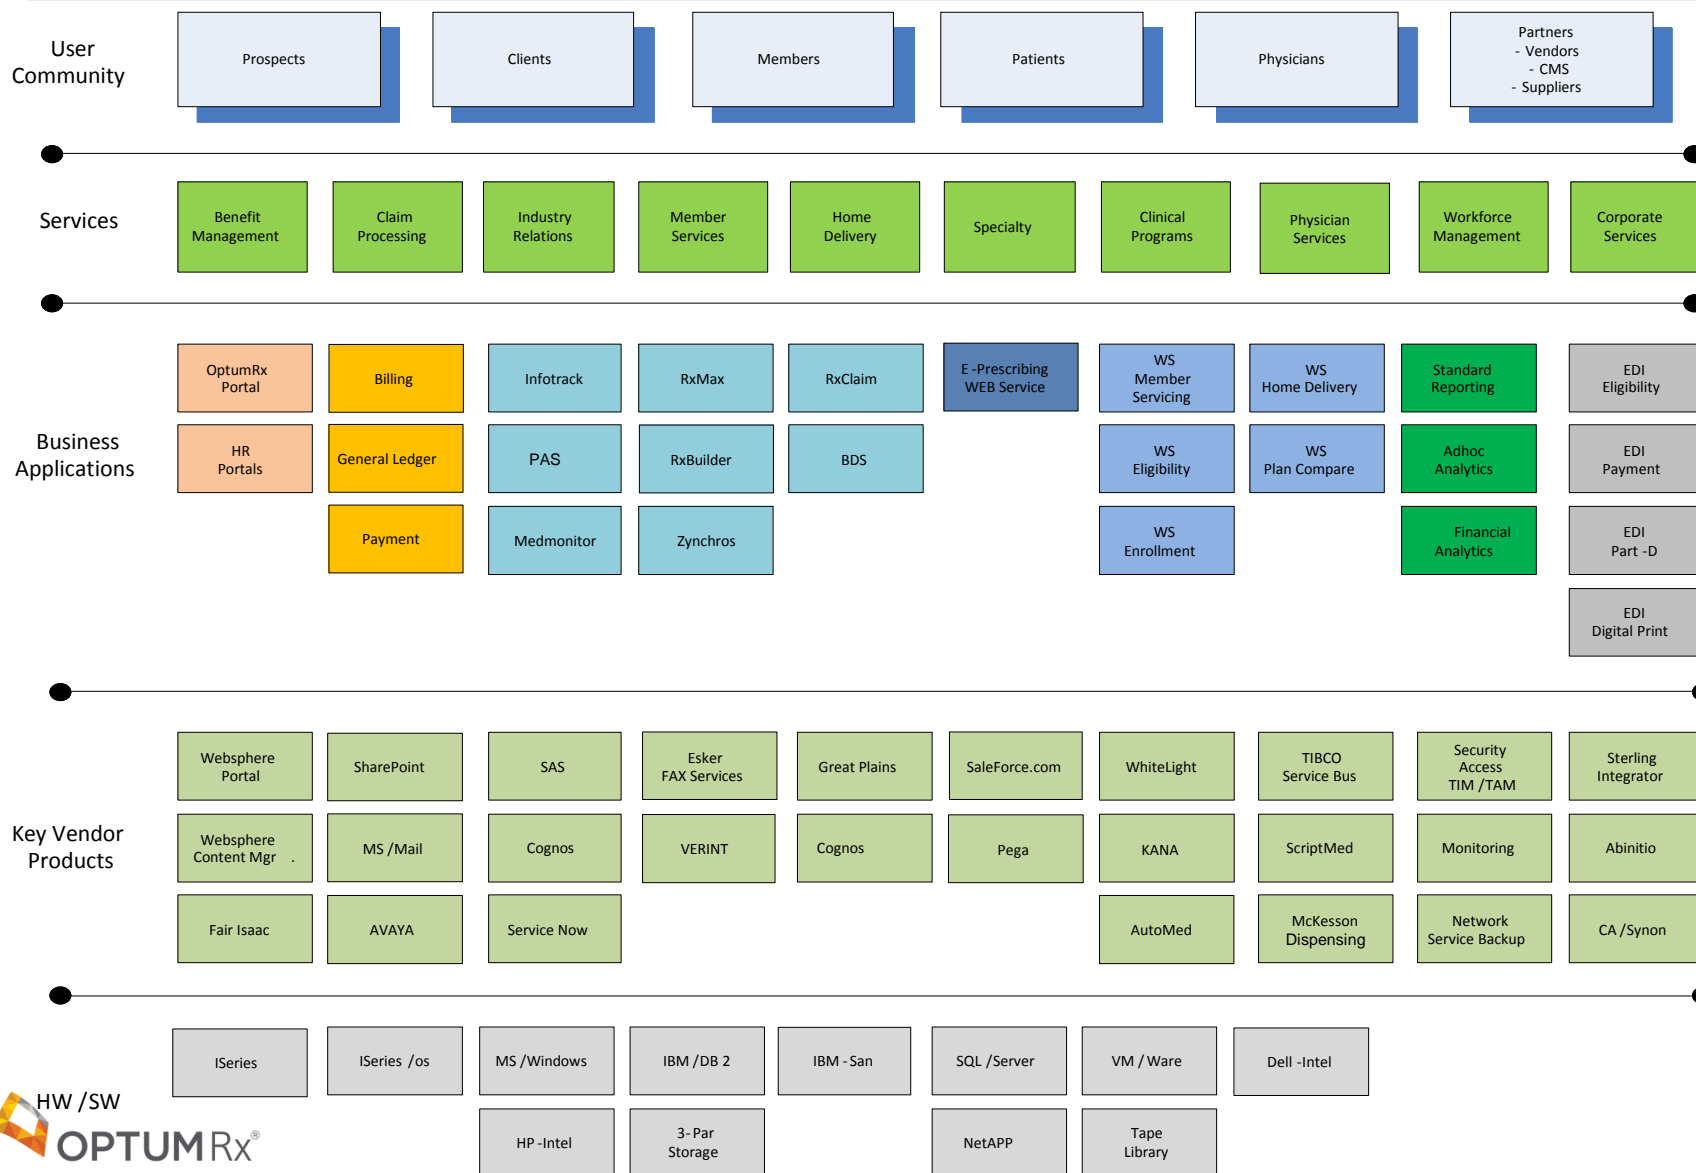 User
Community
Prospects
Clients
Members
Patients
Physicians
Partners
- Vendors
- CMS
- Suppliers
Services
Benefit
Management
Claim
Processing
Industry
Relations
Member
Services
Home
Delivery
Specialty
Clinical
Programs
Physician
Services
Workforce
Management
Corporate
Services
Business
Applications
OptumRx
Portal
Billing
Infotrack
RxMax
RxClaim
E -Prescribing
WEB Service
WS
Member
Servicing
WS
Home Delivery
Standard
Reporting
EDI
Eligibility
HR
Portals
General Ledger
PAS
RxBuilder
BDS
WS
Eligibility
WS
Plan Compare
Adhoc
Analytics
EDI
Payment
Payment
Medmonitor
Zynchros
WS
Enrollment
Financial
Analytics
EDI
Part -D
EDI
Digital Print
Key Vendor
Products
Websphere
Portal
SharePoint
SAS
Esker
FAX Services
Great Plains
SaleForce.com
WhiteLight
TIBCO
Service Bus
Security
Access
TIM /TAM
Sterling
Integrator
Websphere
Content Mgr .
MS /Mail
Cognos
VERINT
Cognos
Pega
KANA
ScriptMed
Monitoring
Abinitio
Fair Isaac
AVAYA
Service Now
AutoMed
McKesson
Dispensing
Network
Service Backup
CA /Synon
HW /SW
ISeries
ISeries /os
MS /Windows
IBM /DB 2
IBM - San
SQL /Server
VM / Ware
Dell -Intel
HP -Intel
3- Par
Storage
NetAPP
Tape
Library
OPTUMRx®